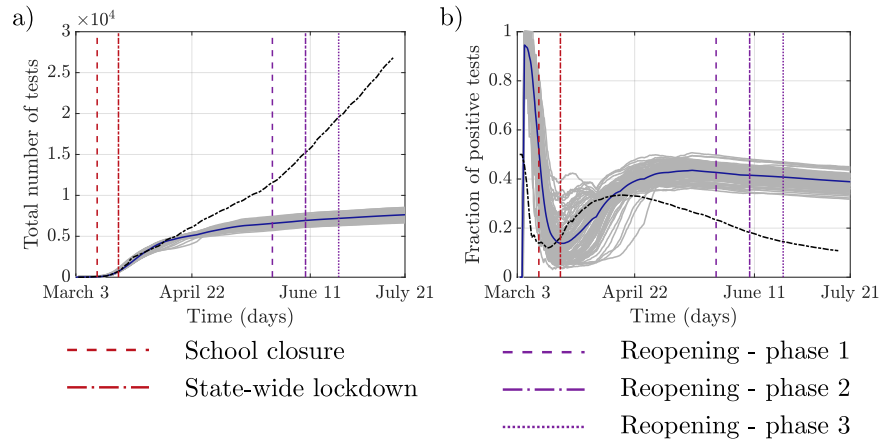 a)
×10⁴
3
2.5
2
1.5
1
0.5
0
Total number of tests
March 3 April 22 June 11 July 21
Time (days)
b)
1
0.8
0.6
0.4
0.2
0
Fraction of positive tests
March 3 April 22 June 11 July 21
Time (days)
School closure
State-wide lockdown
Reopening - phase 1
Reopening - phase 2
Reopening - phase 3